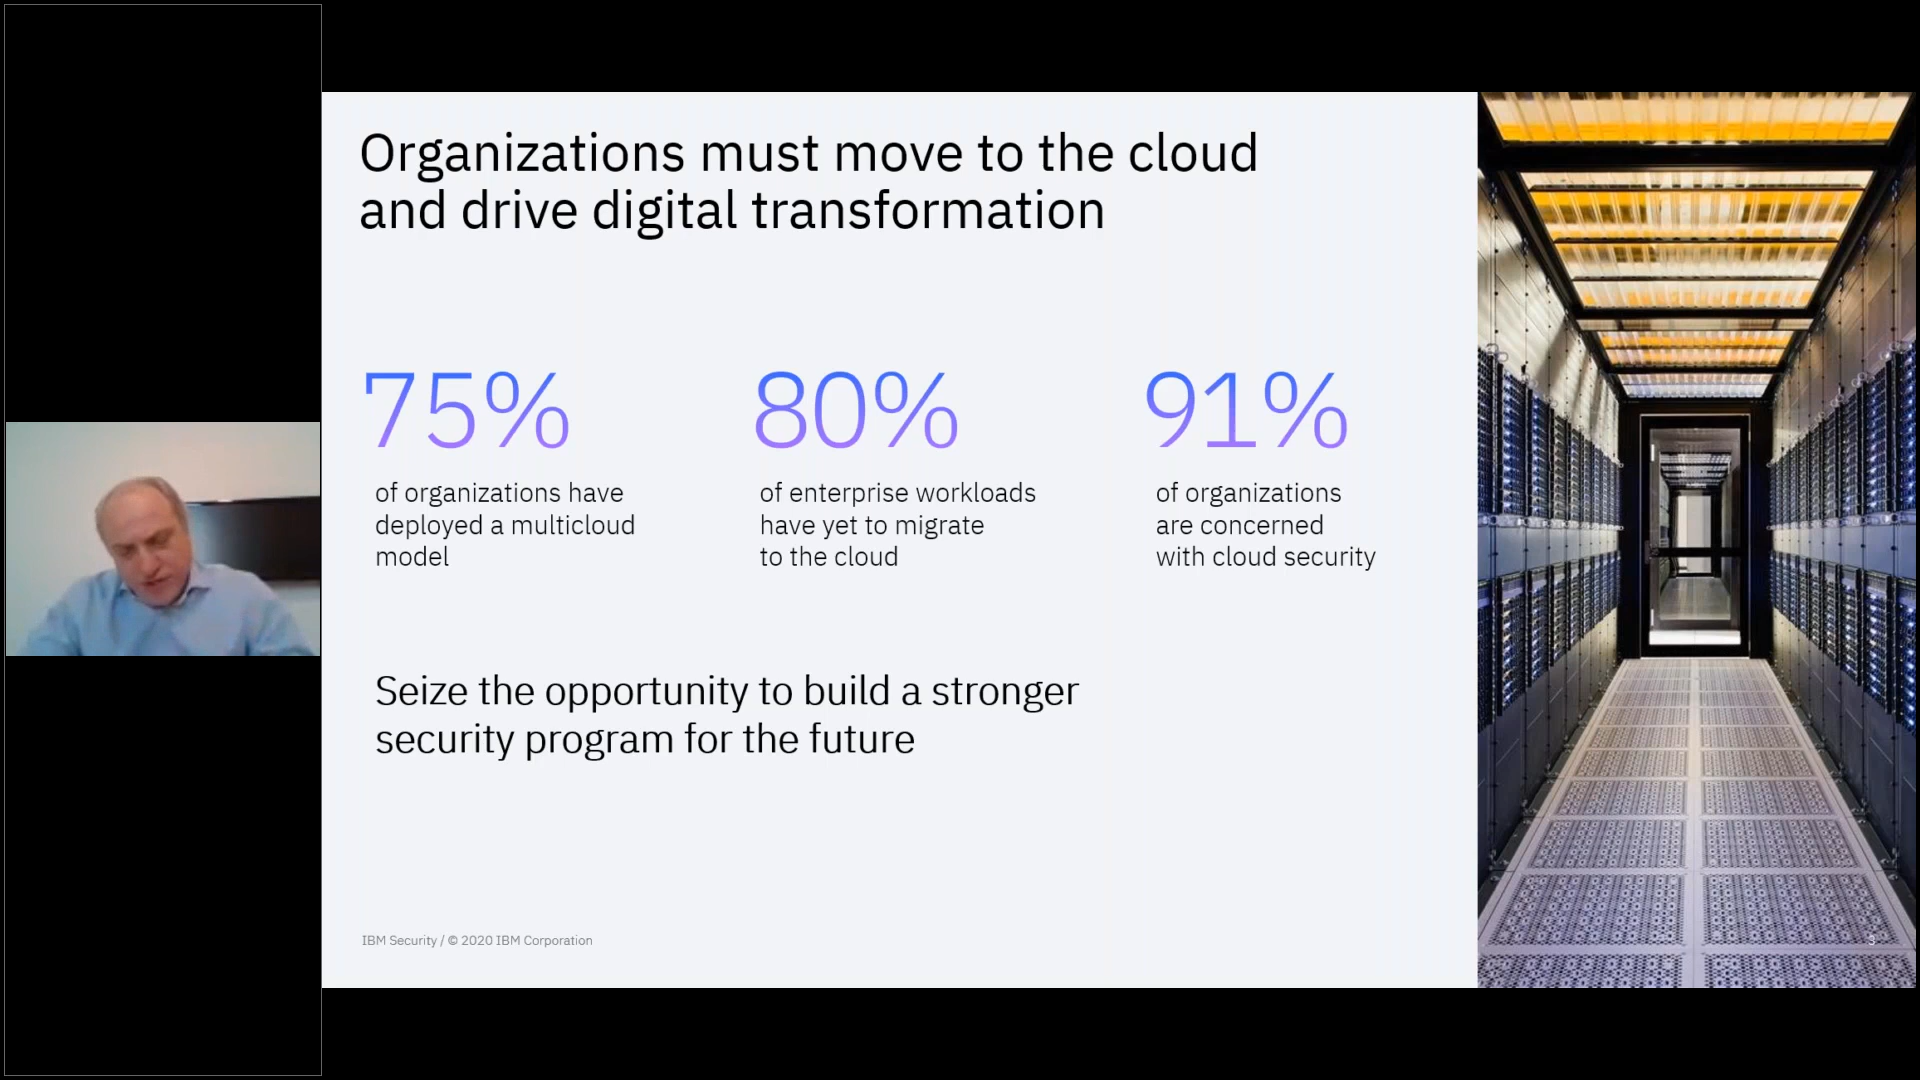 Organizations must move to the cloud
and drive digital transformation
75%
of organizations have
deployed a multicloud
model
80%
of enterprise workloads
have yet to migrate
to the cloud
91%
of organizations
are concerned
with cloud security
Seize the opportunity to build a stronger
security program for the future
IBM Security / © 2020 IBM Corporation
3